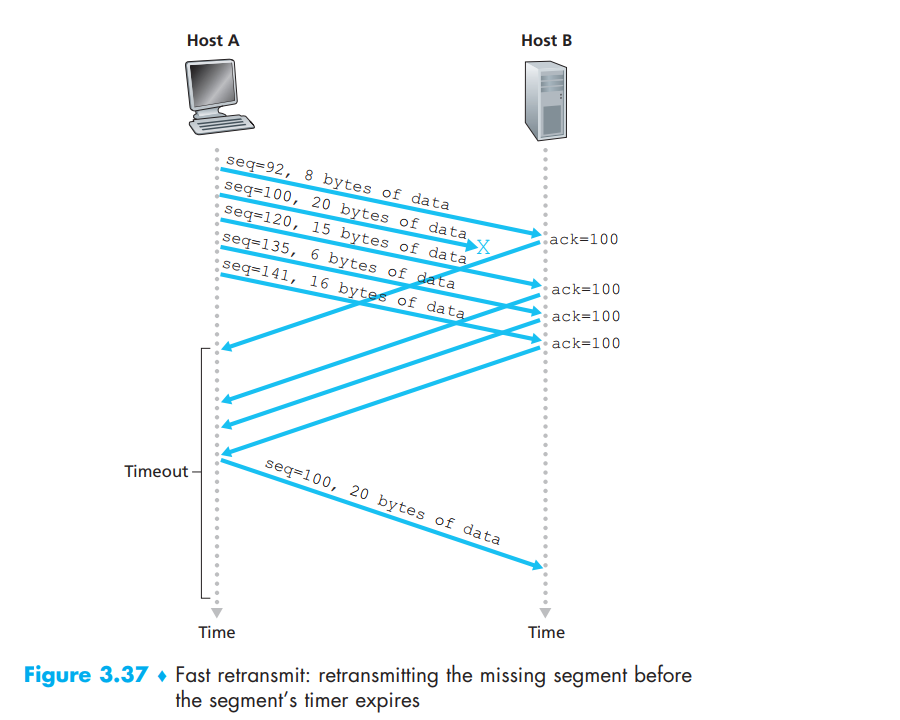 Host A
Host B
seq=92, 8 bytes of data
seq=100, 20 bytes of data
X
seq=120, 15 bytes of data
seq=135, 6 bytes of data
seq=141, 16 bytes of data
ack=100
ack=100
ack=100
ack=100
Timeout
seq=100, 20 bytes of data
Time
Time
Figure 3.37 ♦ Fast retransmit: retransmitting the missing segment before
the segment’s timer expires